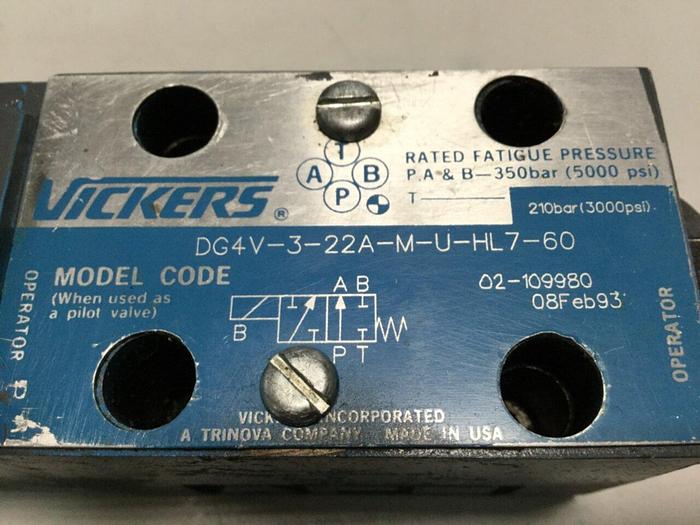 T
A B
P
VICKERS®
RATED FATIGUE PRESSURE
P.A & B—350bar (5000 psi)
T
210bar(3000psi)
DG4V-3-22A-M-U-HL7-60
MODEL CODE
(When used as
a pilot valve)
02-109980
08Feb93
A B
B
P T
OPERATOR
OPERATOR
INCORPORATED
A TRINOVA COMPANY MADE IN USA